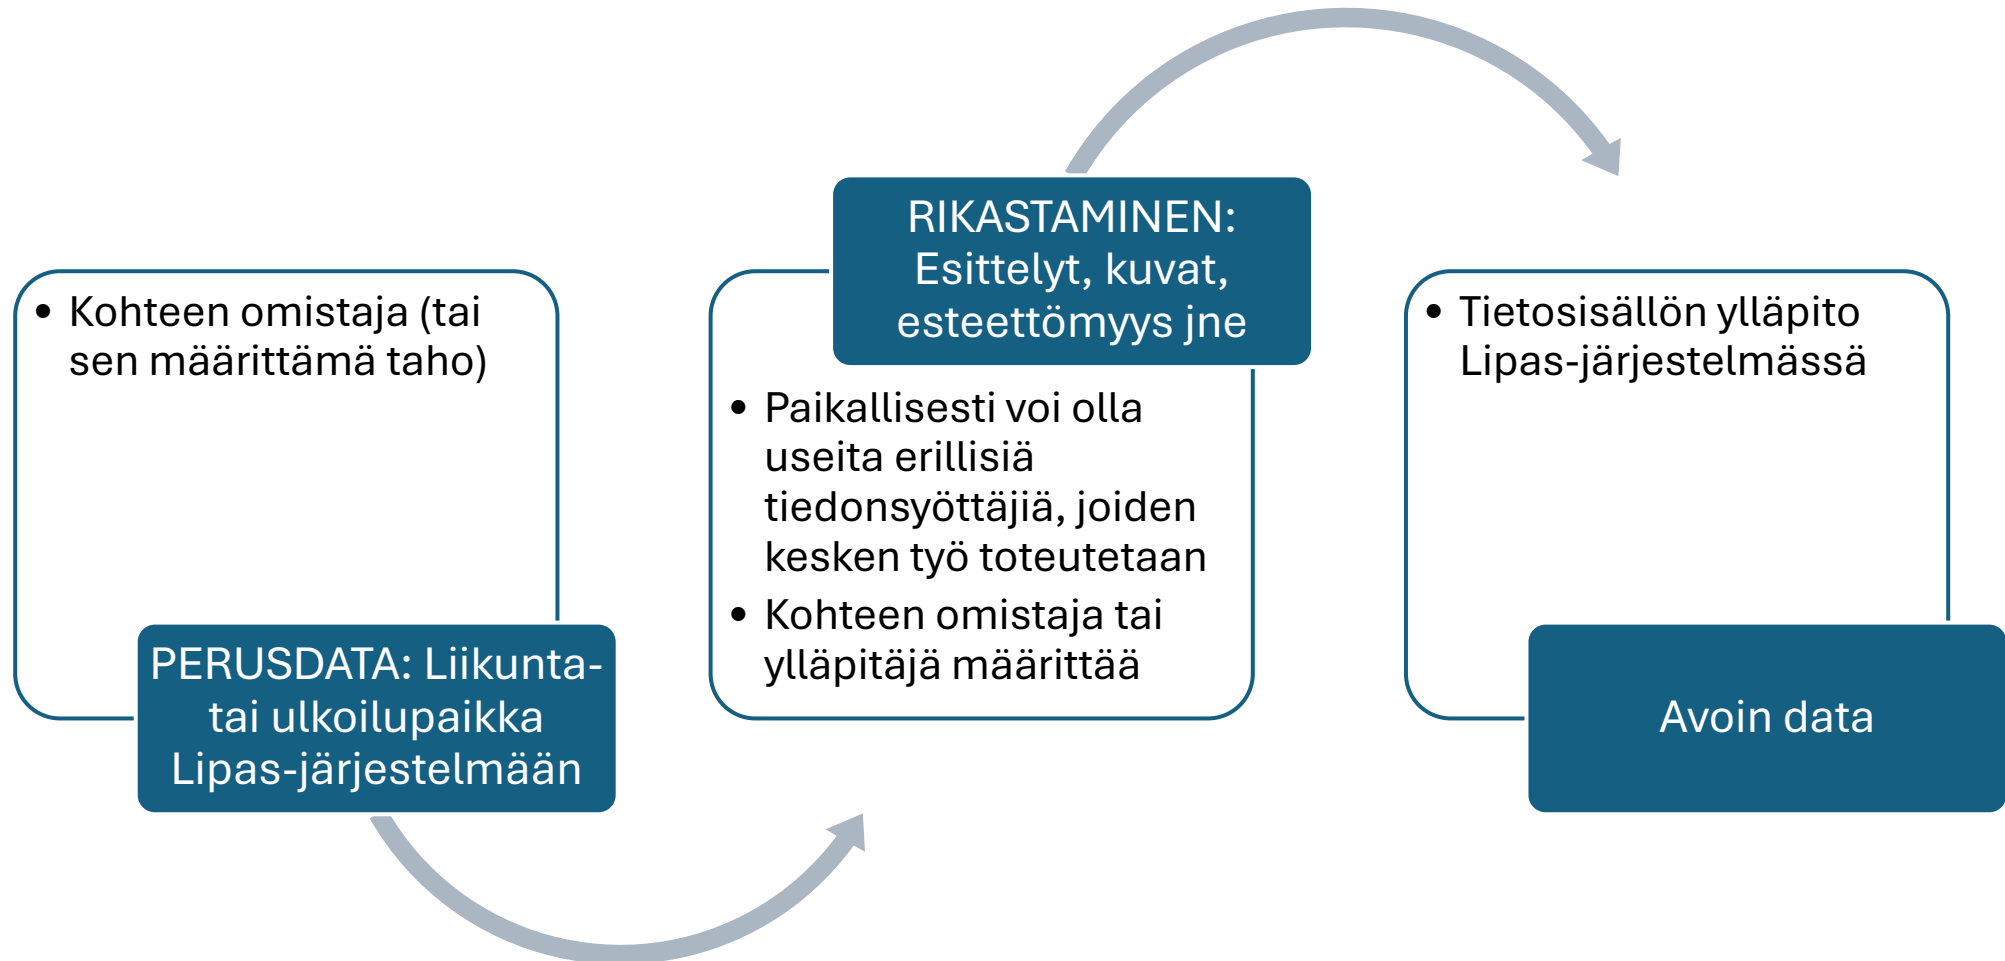 • Kohteen omistaja (tai
sen määrittämä taho)
PERUSDATA: Liikunta-
tai ulkoilupaikka
Lipas-järjestelmään
RIKASTAMINEN:
Esittelyt, kuvat,
esteettömyys jne
• Paikallisesti voi olla
useita erillisiä
tiedonsyöttäjiä, joiden
kesken työ toteutetaan
• Kohteen omistaja tai
ylläpitäjä määrittää
• Tietosisällön ylläpito
Lipas-järjestelmässä
Avoin data